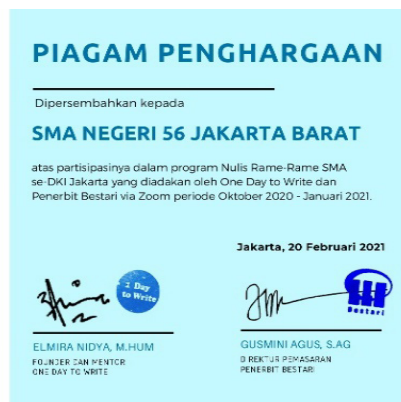 PIAGAM PENGHARGAAN
Dipersembahkan kepada
SMA NEGERI 56 JAKARTA BARAT
atas partisipasinya dalam program Nulis Rame-Rame SMA
se-DKI Jakarta yang diadakan oleh One Day to Write dan
Penerbit Bestari via Zoom periode Oktober 2020 - Januari 2021.
Jakarta, 20 Februari 2021
1 Day
to Write
Bestari
ELMIRA NIDYA, M.HUM
FOUNDER DAN MENTOR
ONE DAY TO WRITE
GUSMINI AGUS, S.AG
DIREKTUR PEMASARAN
PENERBIT BESTARI